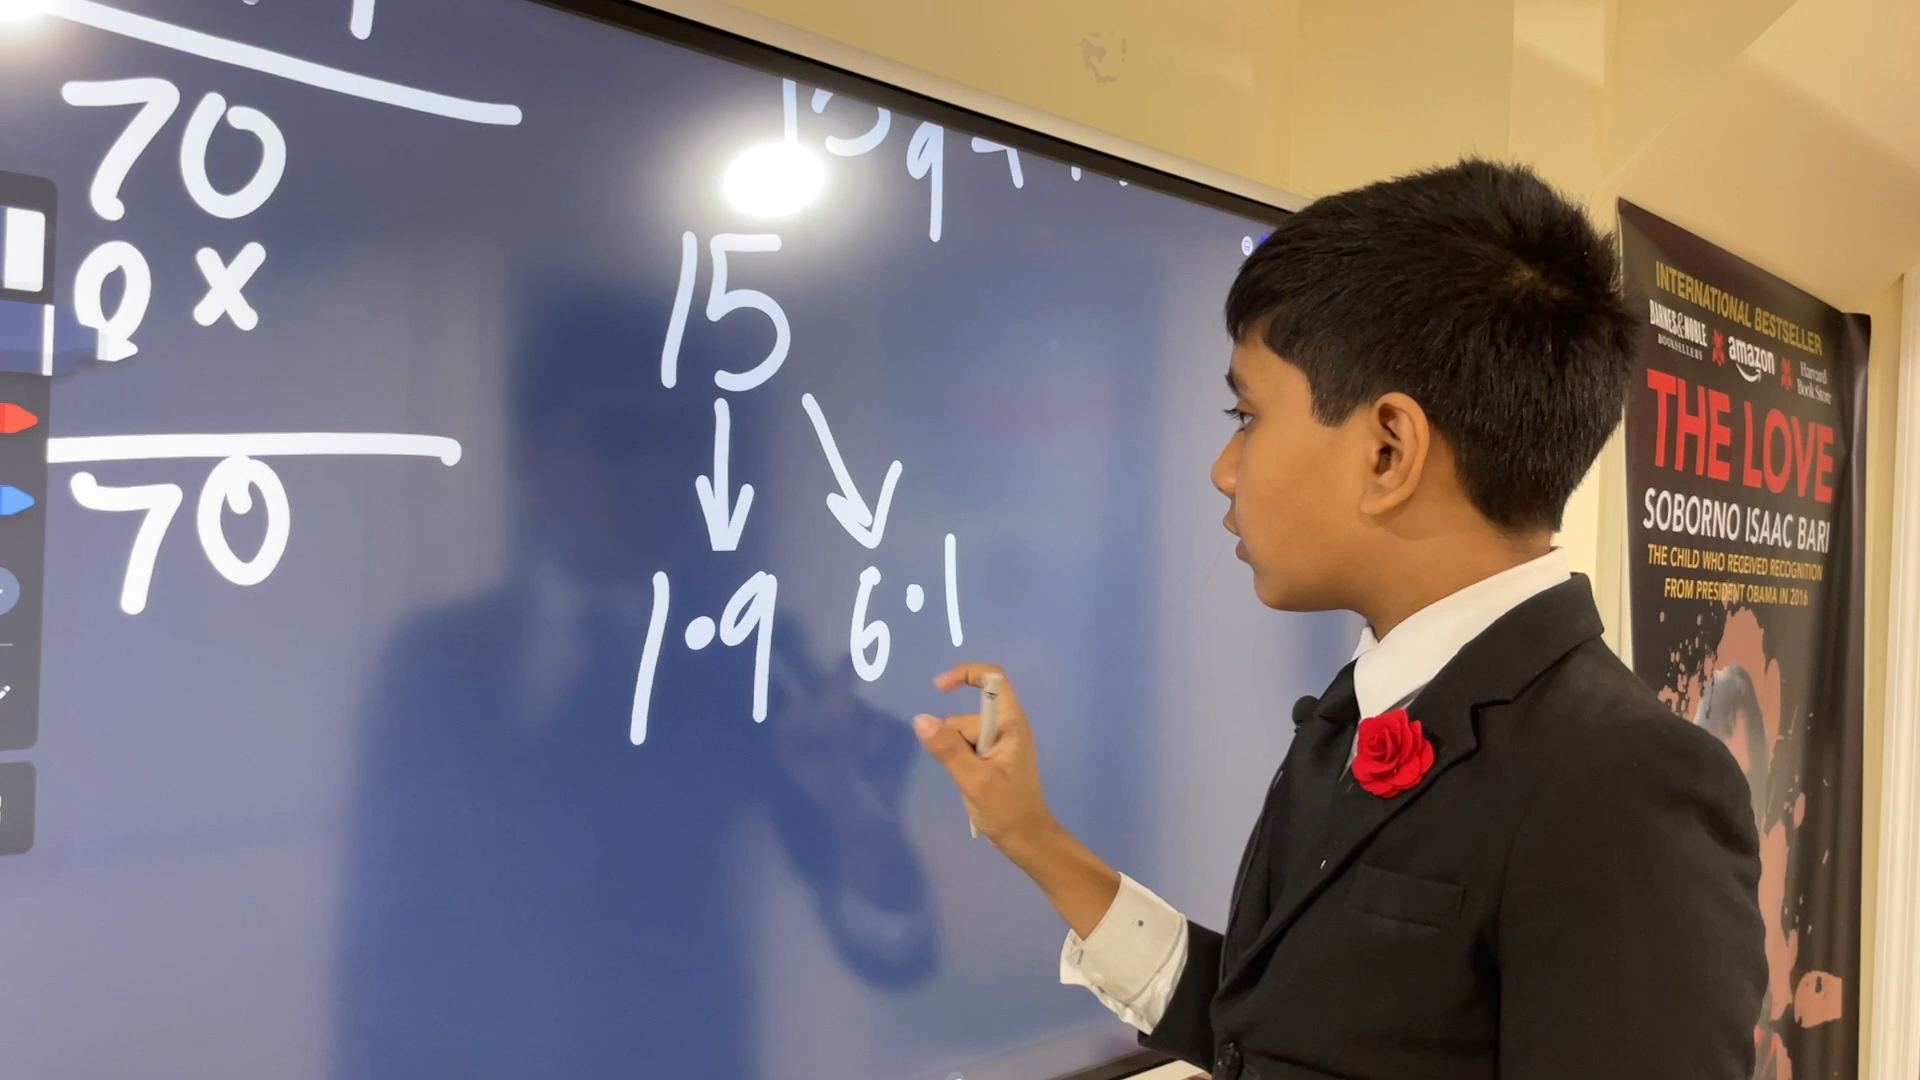 70
8 x
70
15
1.9 6.1
INTERNATIONAL BESTSELLER
BARNES&NOBLE
BOOKSELLERS
amazon
Harvard
Book Store
THE LOVE
SOBORNO ISAAC BARI
THE CHILD WHO RECEIVED RECOGNITION
FROM PRESIDENT OBAMA IN 2016